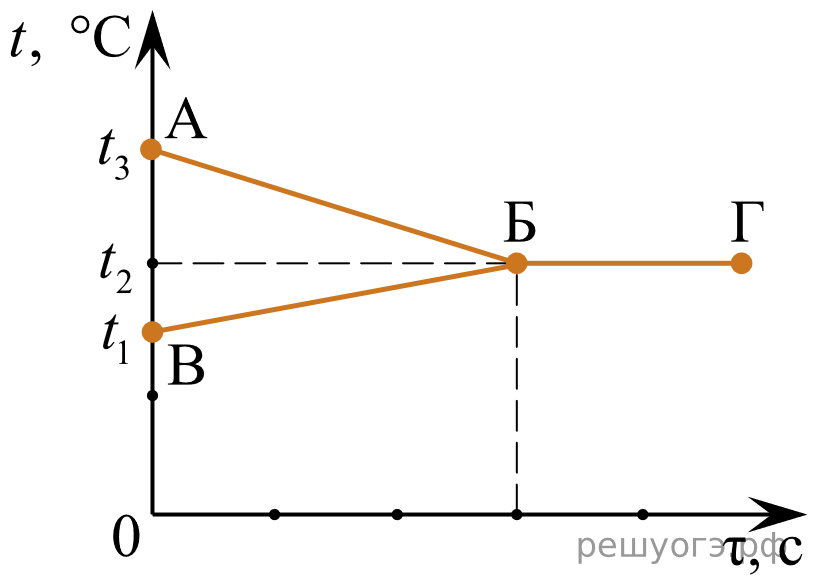 t, °C
А
t3
Б
Г
t2
t1
В
0
τ, с
решуогэ.рф